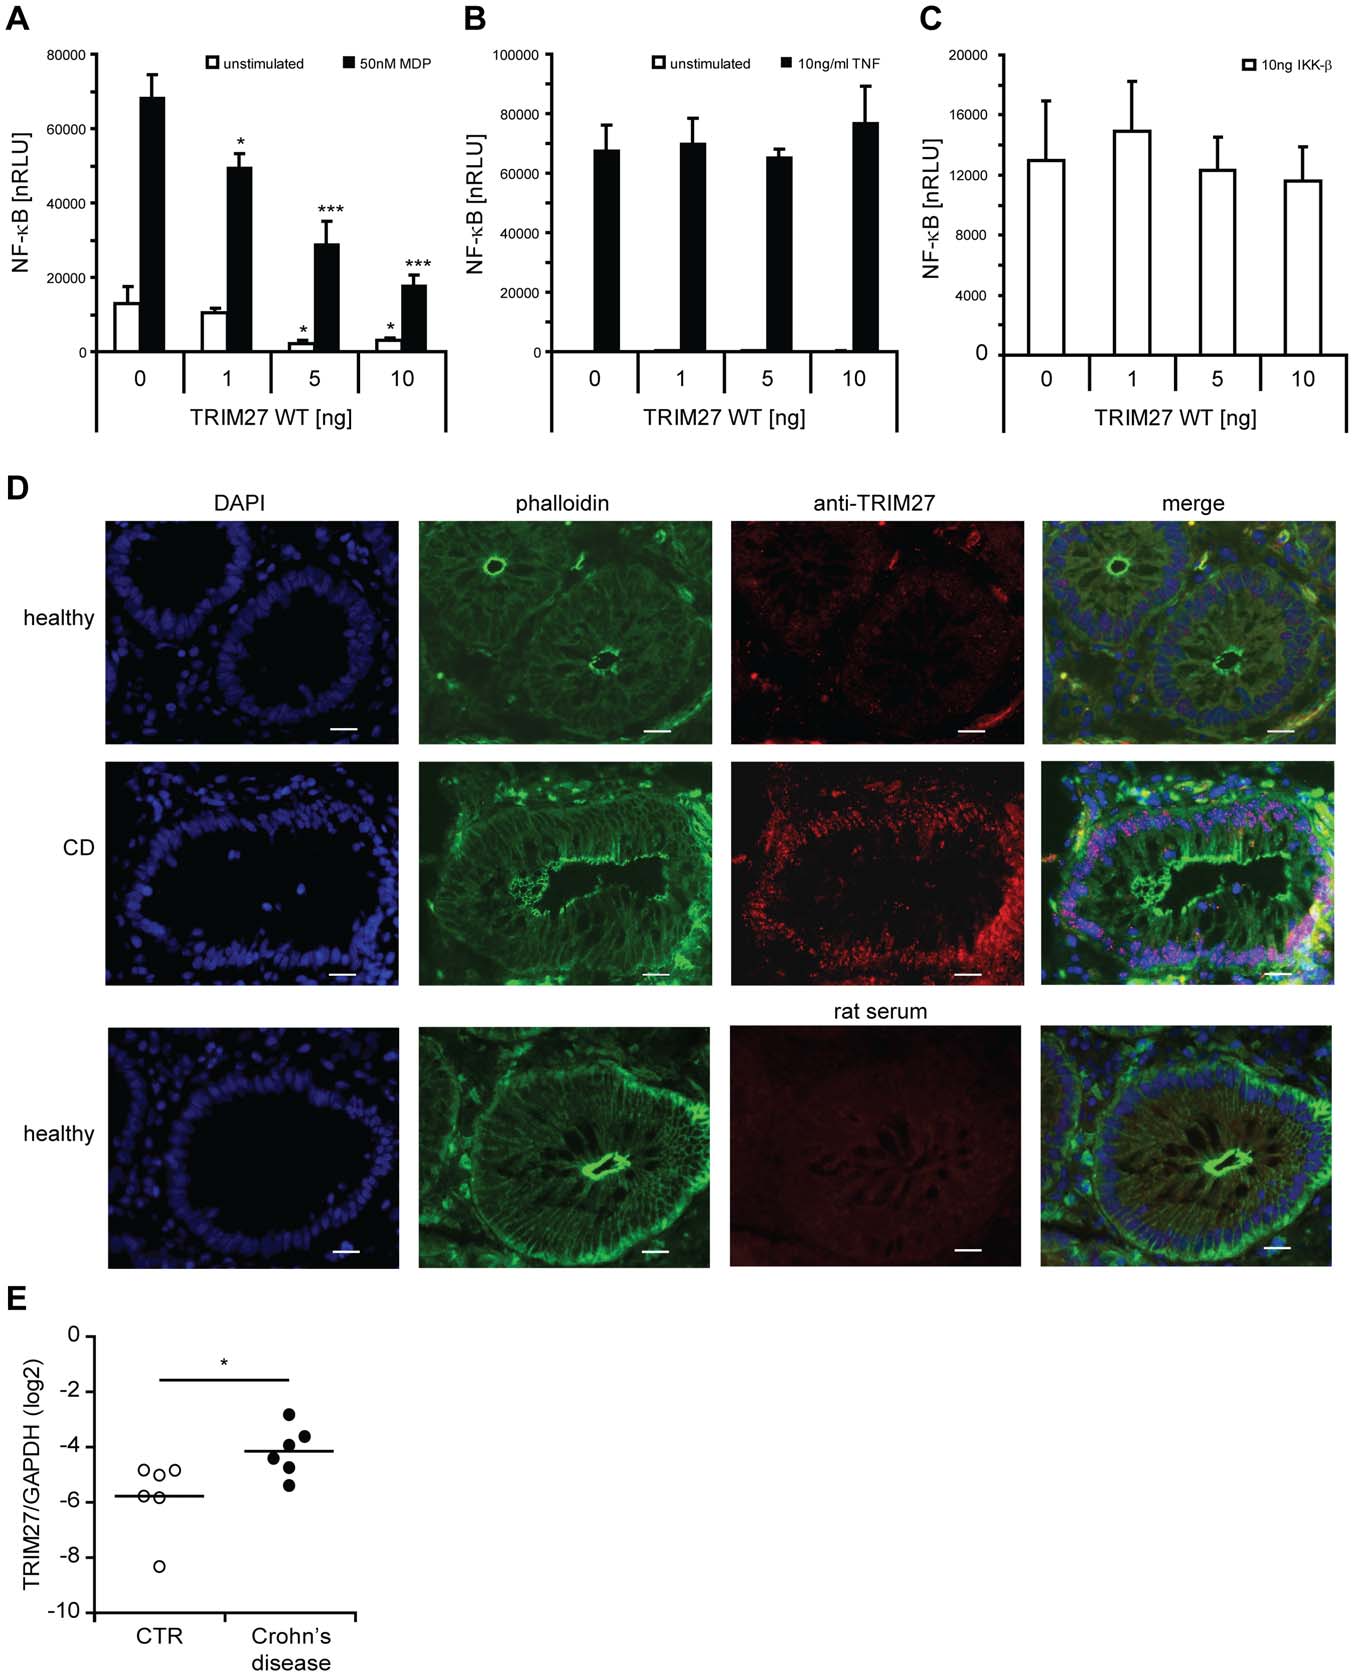 A
NF-κB [nRLU]
80000
60000
40000
20000
0
unstimulated
50nM MDP
*
***
***
*
*
0
1
5
10
TRIM27 WT [ng]
B
NF-κB [nRLU]
100000
80000
60000
40000
20000
0
unstimulated
10ng/ml TNF
0
1
5
10
TRIM27 WT [ng]
C
NF-κB [nRLU]
20000
16000
12000
8000
4000
0
10ng IKK-β
0
1
5
10
TRIM27 WT [ng]
D
DAPI
phalloidin
anti-TRIM27
merge
healthy
CD
rat serum
healthy
E
TRIM27/GAPDH (log2)
0
-2
-4
-6
-8
-10
*
CTR
Crohn's
disease